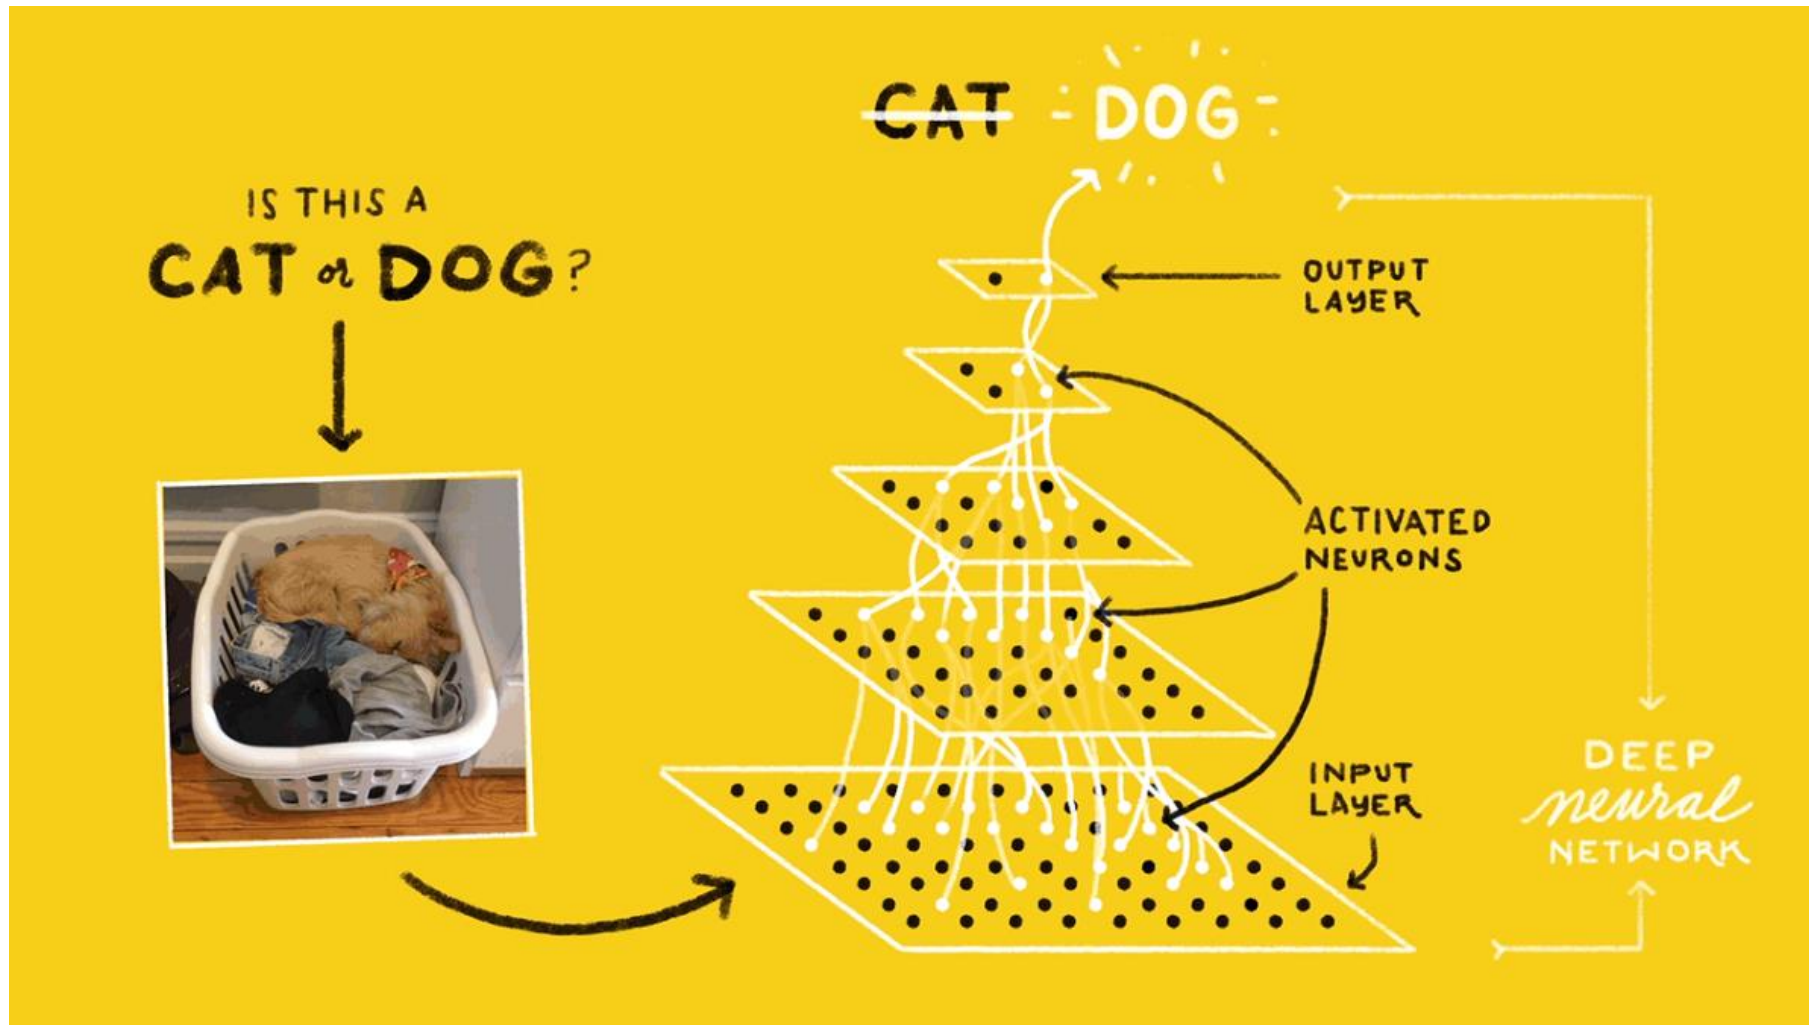 IS THIS A
CAT or DOG?
CAT DOG
OUTPUT
LAYER
ACTIVATED
NEURONS
INPUT
LAYER
DEEP
neural
NETWORK